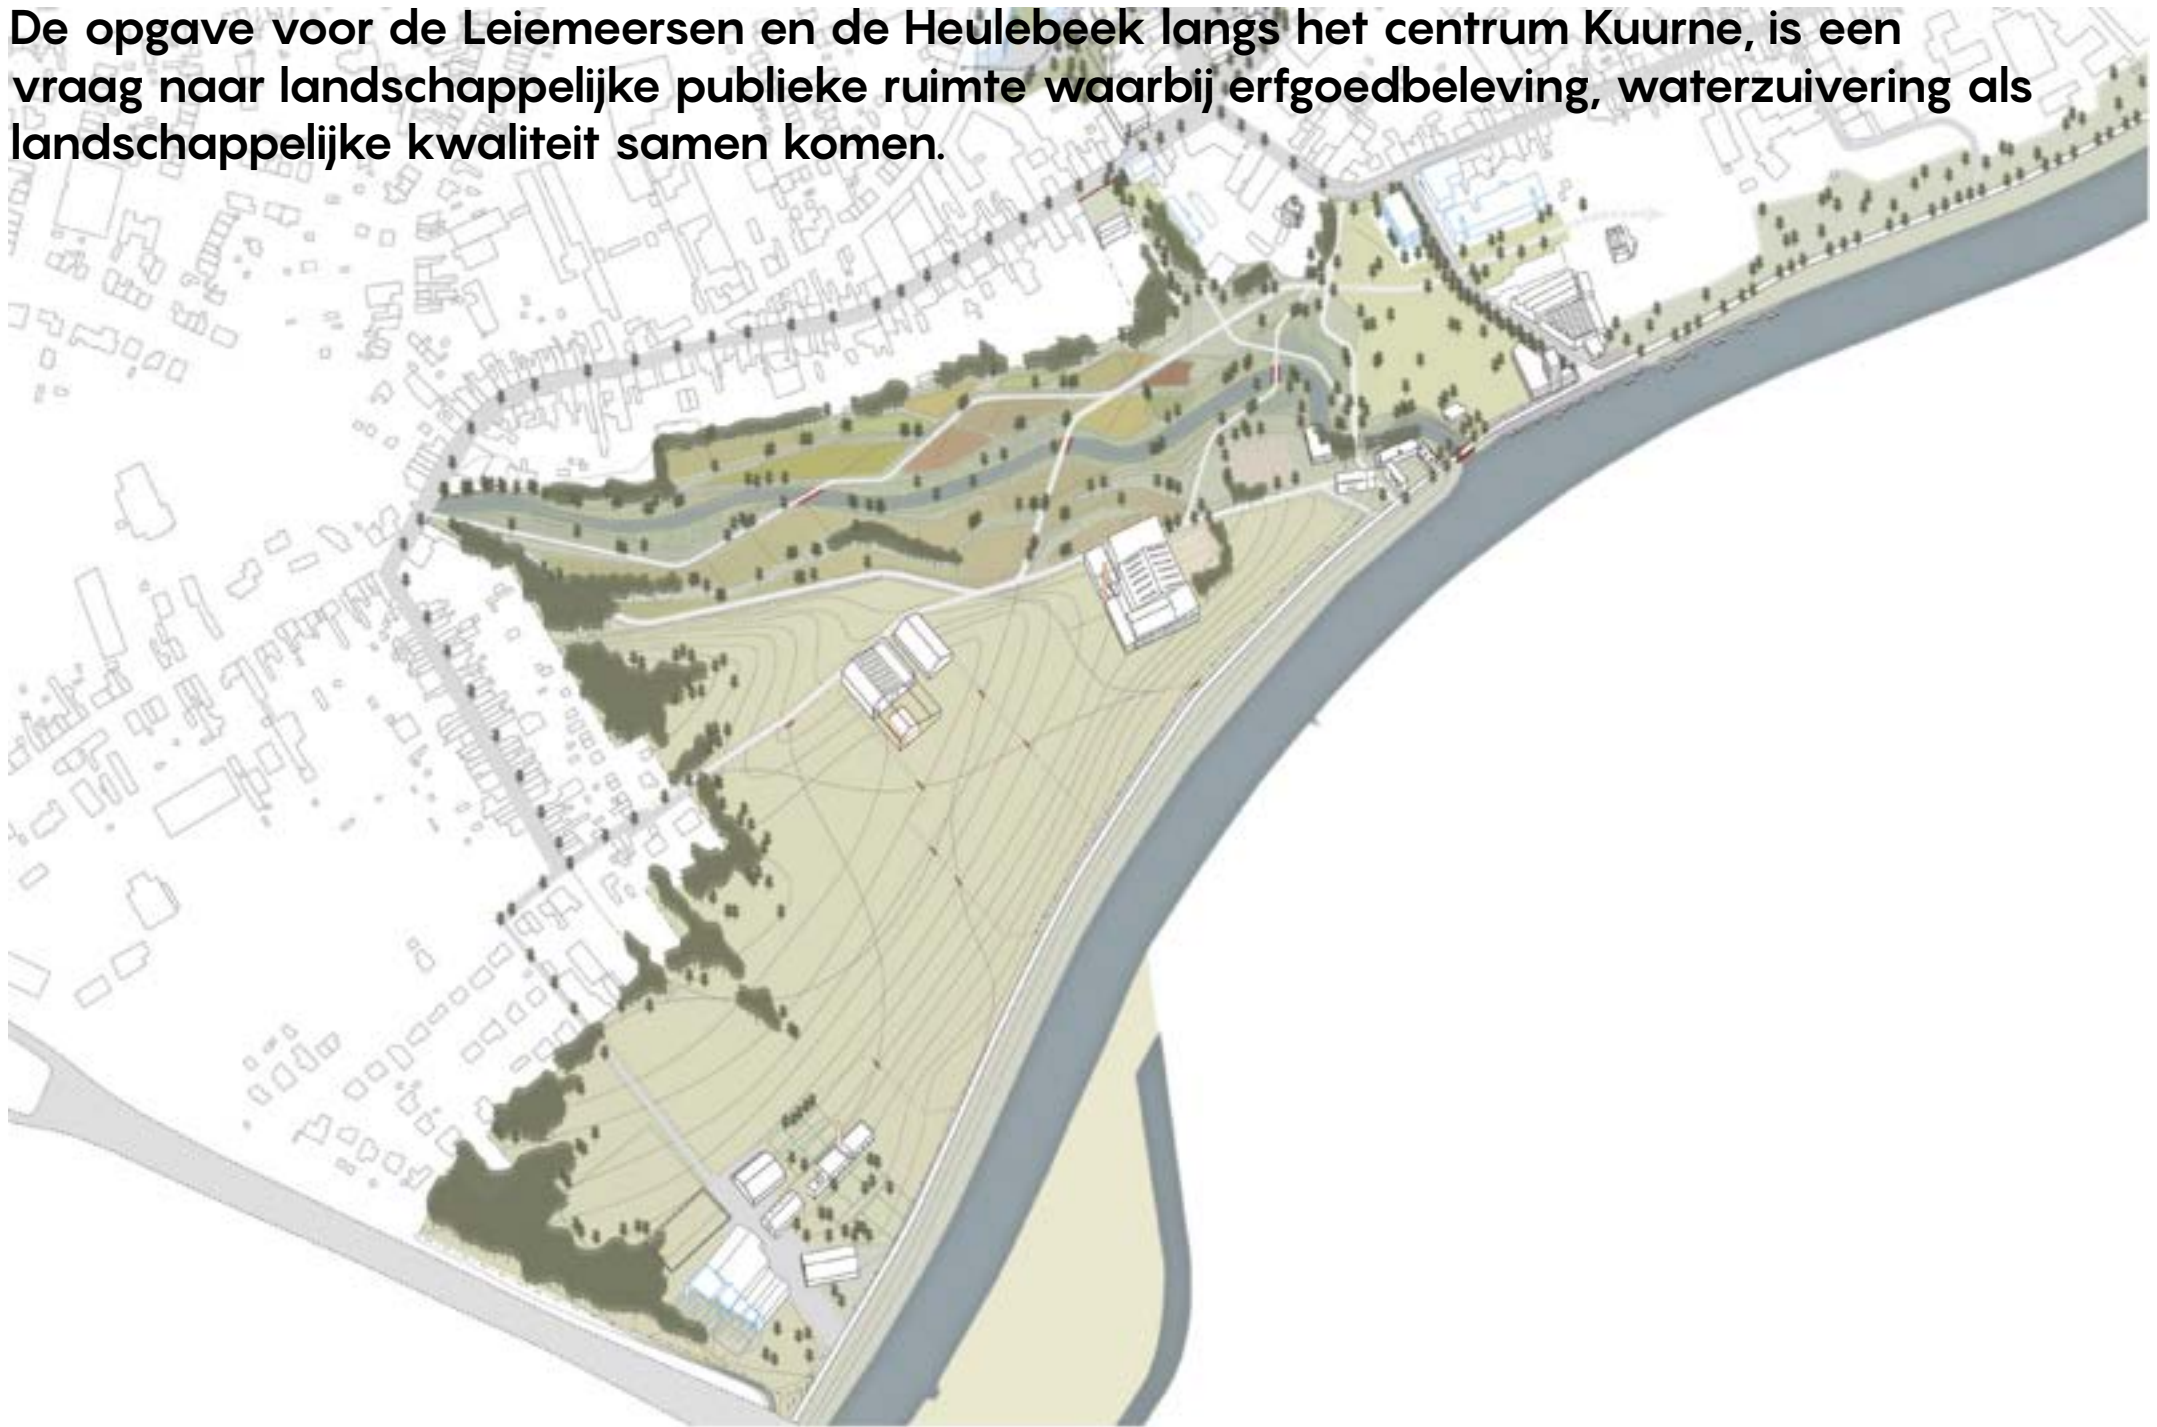 De opgave voor de Leiemeersen en de Heulebeek langs het centrum Kuurne, is een
vraag naar landschappelijke publieke ruimte waarbij erfgoedbeleving, waterzuivering als
landschappelijke kwaliteit samen komen.